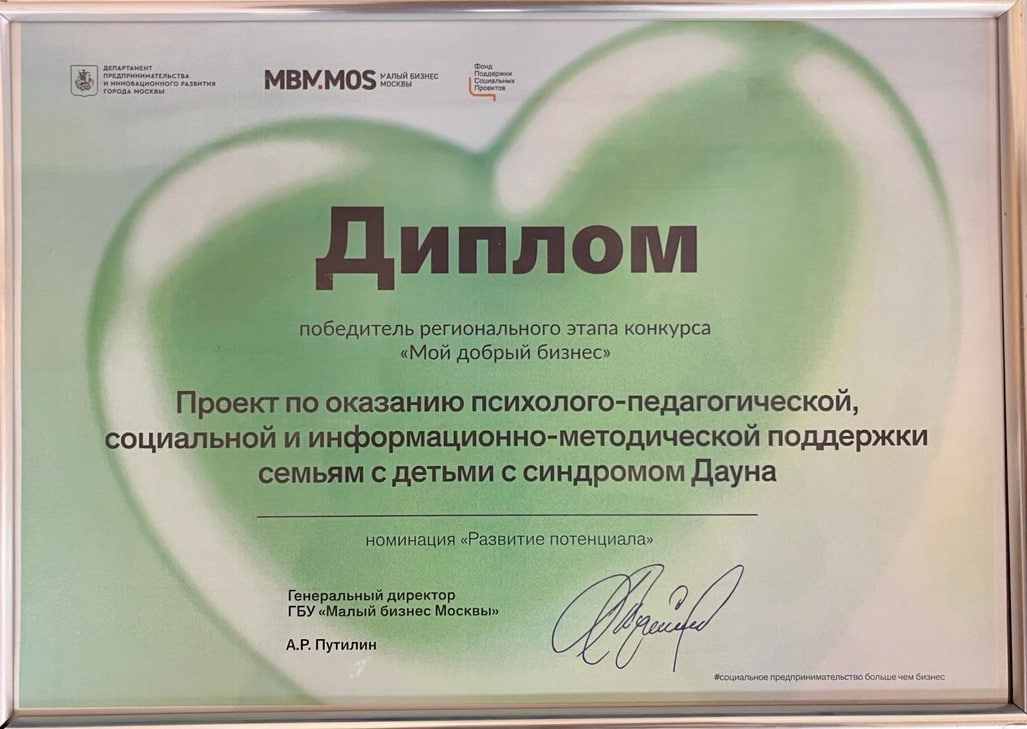 ДЕПАРТАМЕНТ
ПРЕДПРИНИМАТЕЛЬСТВА
И ИННОВАЦИОННОГО РАЗВИТИЯ
ГОРОДА МОСКВЫ
MBM.MOS
МАЛЫЙ БИЗНЕС
МОСКВЫ
Фонд
Поддержки
Социальных
Проектов
Диплом
победитель регионального этапа конкурса
«Мой добрый бизнес»
Проект по оказанию психолого-педагогической,
социальной и информационно-методической поддержки
семьям с детьми с синдромом Дауна
номинация «Развитие потенциала»
Генеральный директор
ГБУ «Малый бизнес Москвы»
А.Р. Путилин
#социальное предпринимательство больше чем бизнес